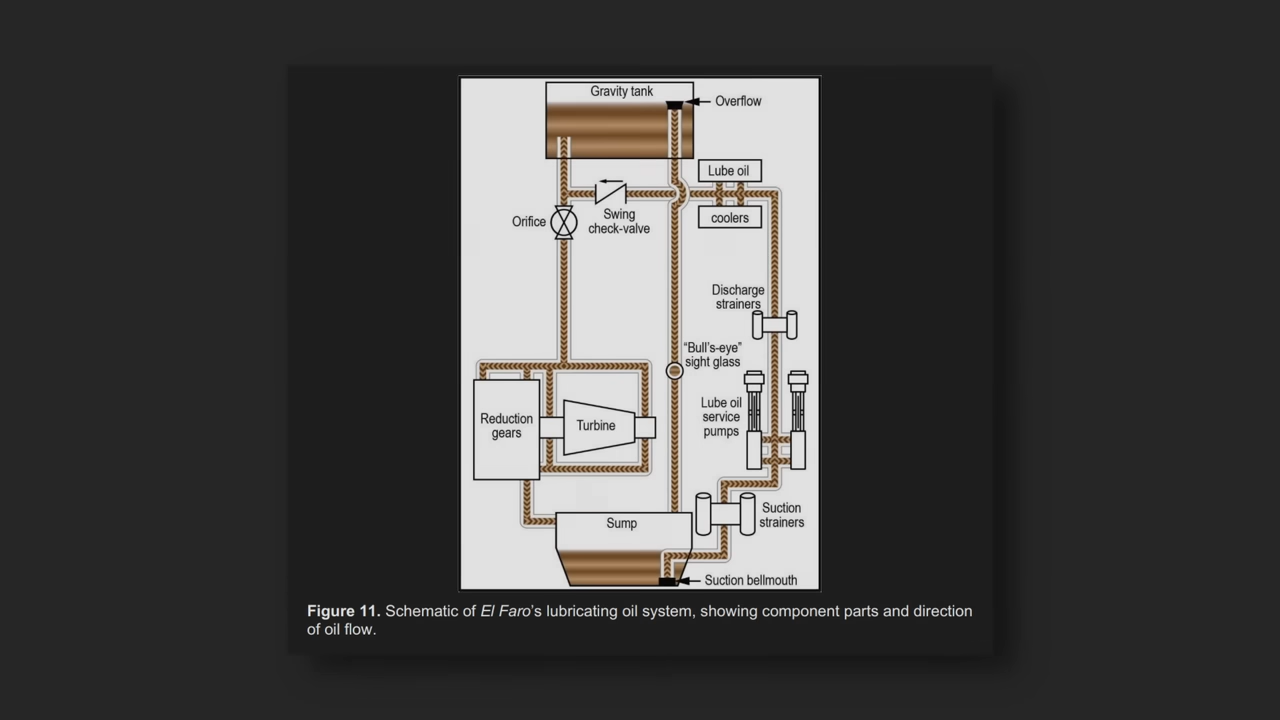 Gravity tank
Overflow
Lube oil
coolers
Orifice
Swing
check-valve
Discharge
strainers
“Bull’s-eye”
sight glass
Lube oil
service
pumps
Reduction
gears
Turbine
Sump
Suction
strainers
Suction bellmouth
Figure 11. Schematic of El Faro’s lubricating oil system, showing component parts and direction
of oil flow.